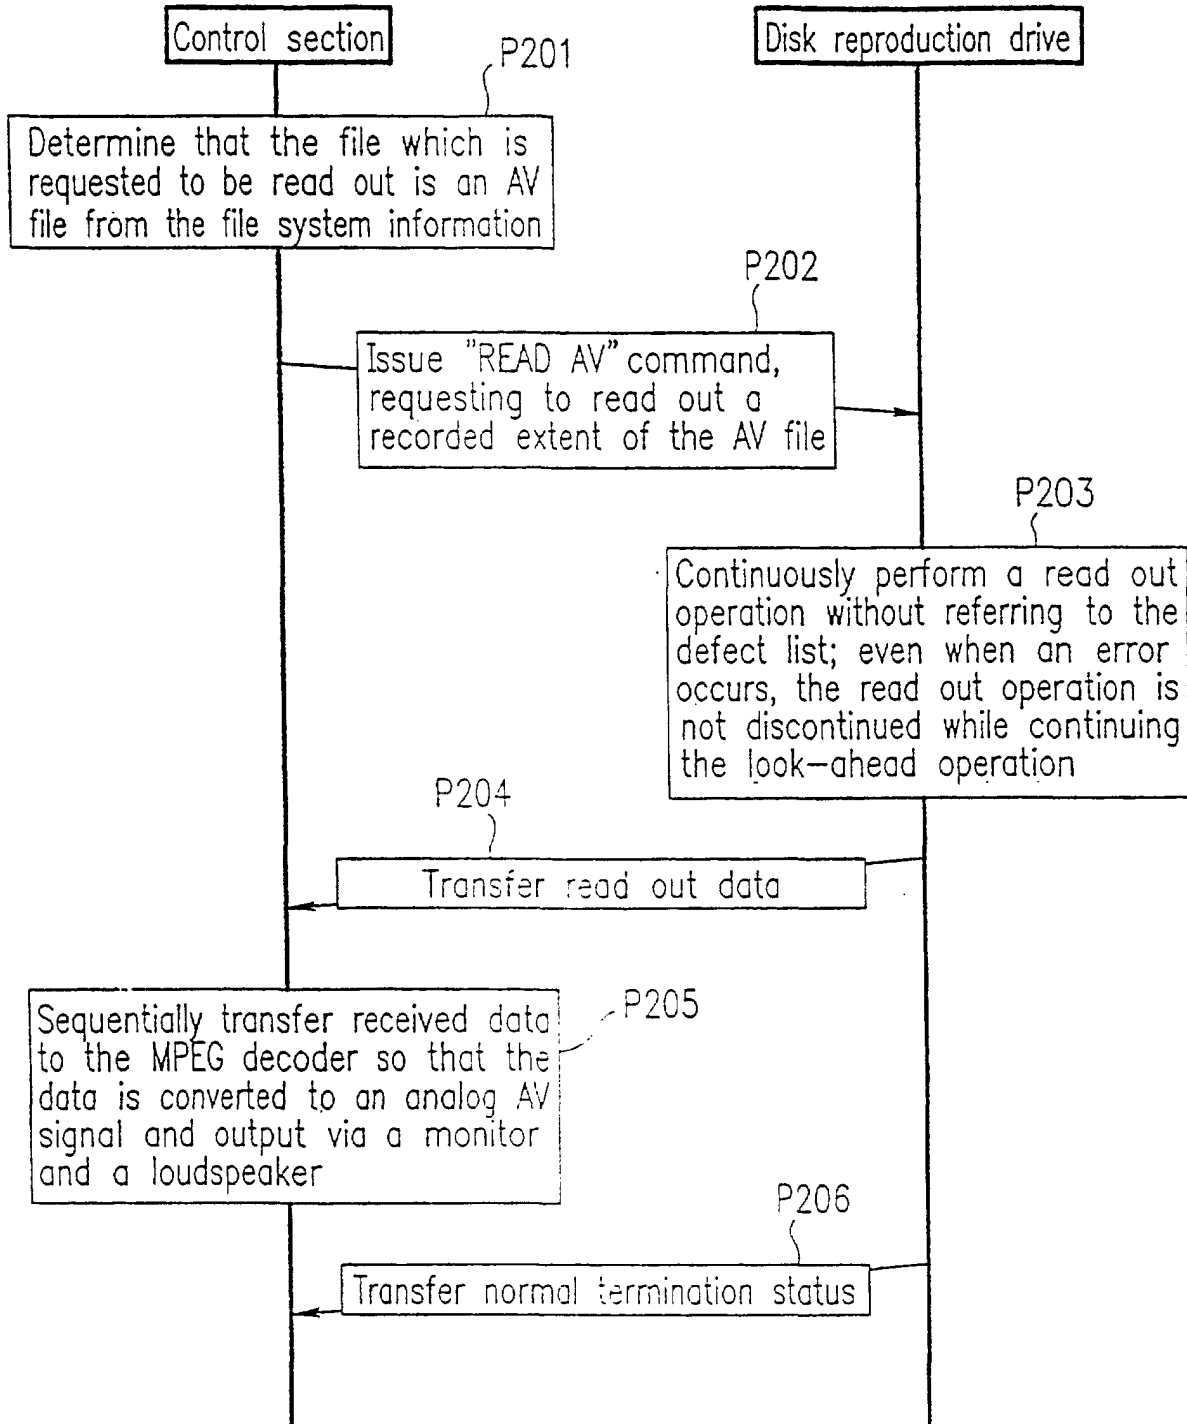 Control section
Disk reproduction drive
P201
Determine that the file which is
requested to be read out is an AV
file from the file system information
P202
Issue "READ AV" command,
requesting to read out a
recorded extent of the AV file
P203
Continuously perform a read out
operation without referring to the
defect list; even when an error
occurs, the read out operation is
not discontinued while continuing
the look-ahead operation
P204
Transfer read out data
P205
Sequentially transfer received data
to the MPEG decoder so that the
data is converted to an analog AV
signal and output via a monitor
and a loudspeaker
P206
Transfer normal termination status